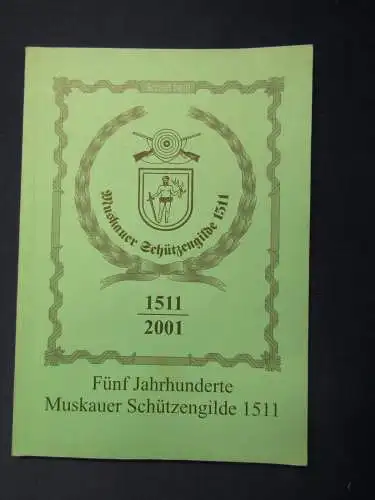 Muskauer Schützengilde 1511
1511
2001
Fünf Jahrhunderte
Muskauer Schützengilde 1511